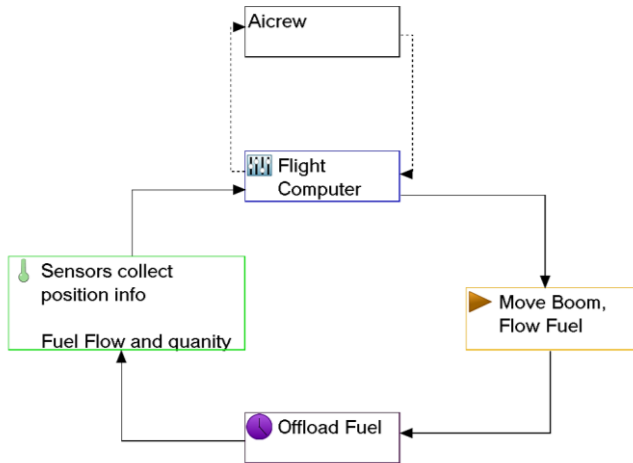 Aicrew
Flight
Computer
Sensors collect
position info
Fuel Flow and quanity
Move Boom,
Flow Fuel
Offload Fuel